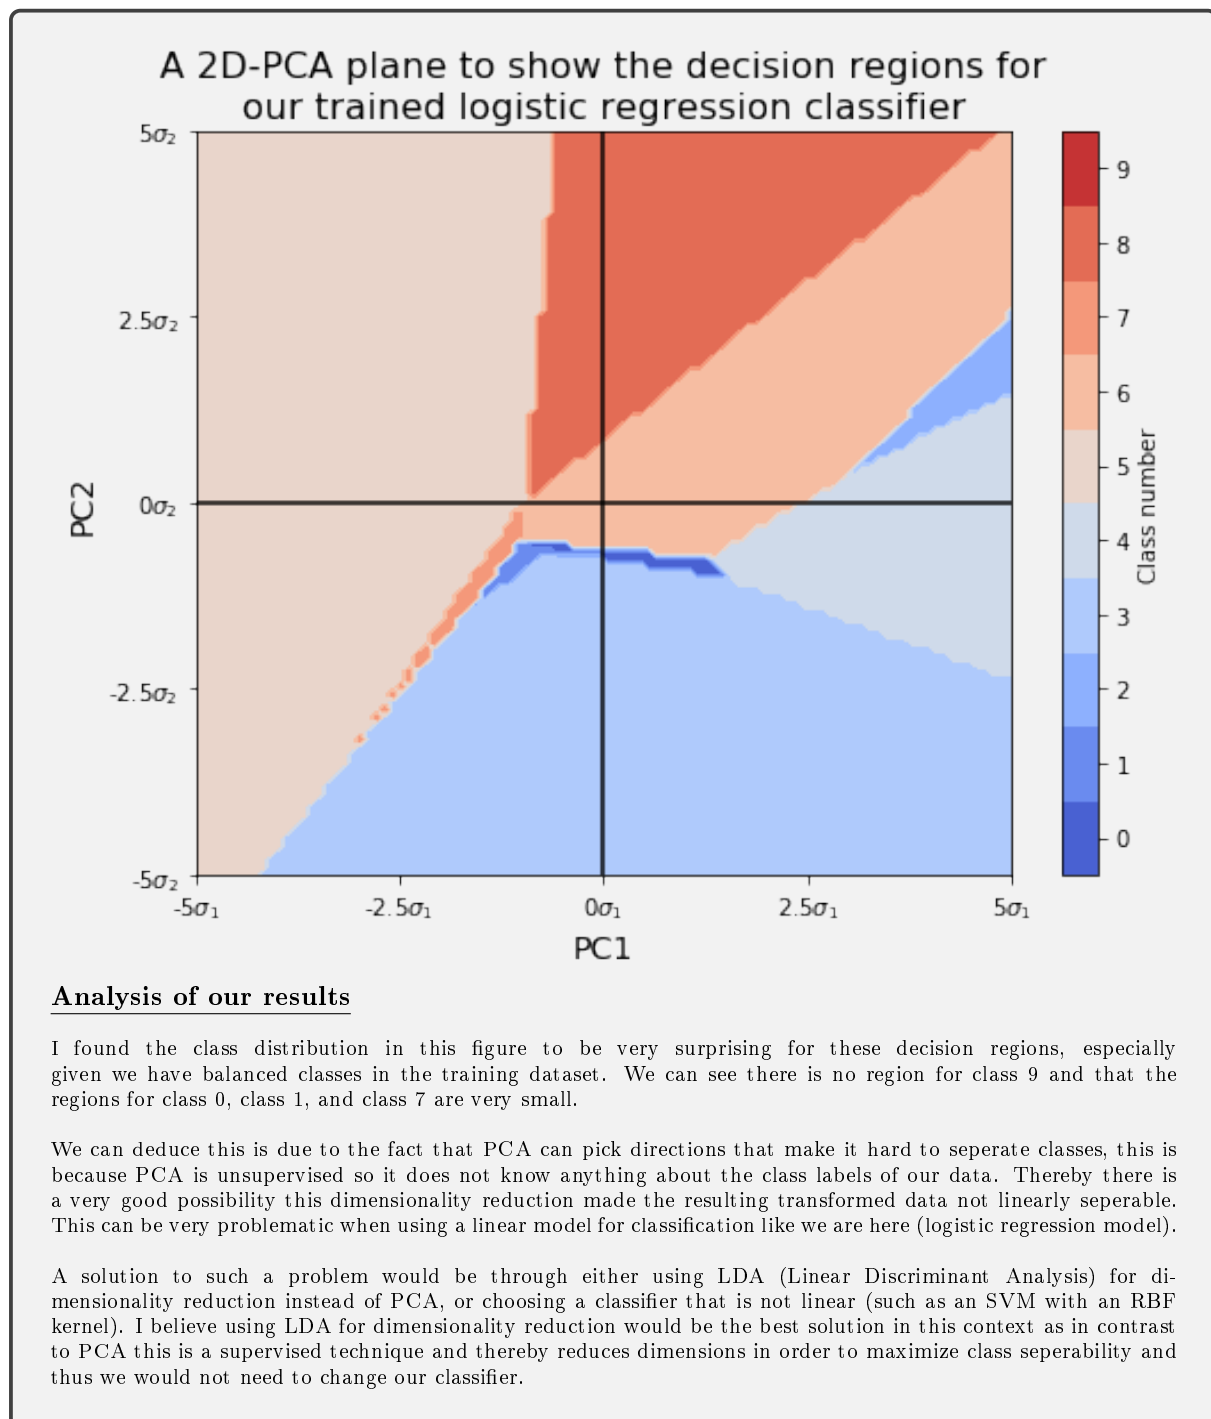 A 2D-PCA plane to show the decision regions for
our trained logistic regression classifier
5σ₂
2.5σ₂
0σ₂
-2.5σ₂
-5σ₂
PC2
-5σ₁
-2.5σ₁
0σ₁
2.5σ₁
5σ₁
PC1
9
8
7
6
5
4
3
2
1
0
Class number
Analysis of our results
I found the class distribution in this figure to be very surprising for these decision regions, especially
given we have balanced classes in the training dataset. We can see there is no region for class 9 and that the
regions for class 0, class 1, and class 7 are very small.
We can deduce this is due to the fact that PCA can pick directions that make it hard to seperate classes, this is
because PCA is unsupervised so it does not know anything about the class labels of our data. Thereby there is
a very good possibility this dimensionality reduction made the resulting transformed data not linearly seperable.
This can be very problematic when using a linear model for classification like we are here (logistic regression model).
A solution to such a problem would be through either using LDA (Linear Discriminant Analysis) for di-
mensionality reduction instead of PCA, or choosing a classifier that is not linear (such as an SVM with an RBF
kernel). I believe using LDA for dimensionality reduction would be the best solution in this context as in contrast
to PCA this is a supervised technique and thereby reduces dimensions in order to maximize class seperability and
thus we would not need to change our classifier.